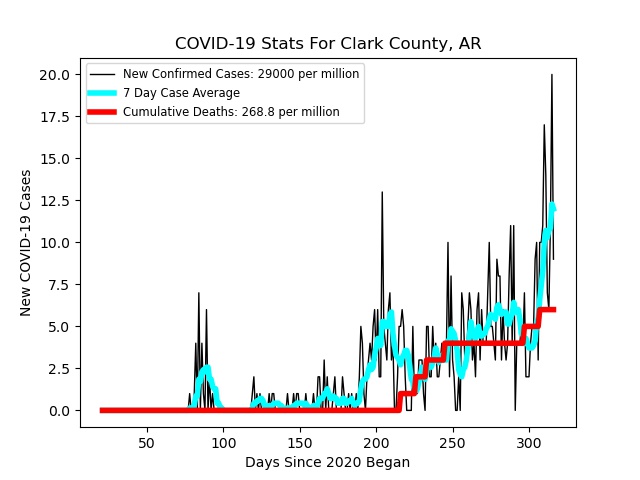 COVID-19 Stats For Clark County, AR
New Confirmed Cases: 29000 per million
7 Day Case Average
Cumulative Deaths: 268.8 per million
New COVID-19 Cases
20.0
17.5
15.0
12.5
10.0
7.5
5.0
2.5
0.0
50 100 150 200 250 300
Days Since 2020 Began